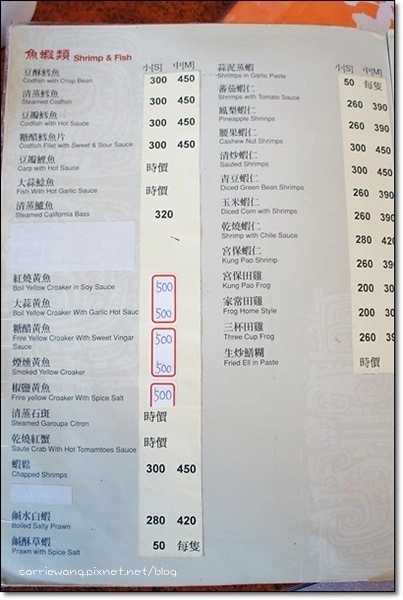 魚蝦類 Shrimp & Fish
小[S] 中[M]
豆酥鱈魚 300 450
Codfish with Crisp Bean
清蒸鱈魚 300 450
Steamed Codfish
豆瓣鱈魚 300 450
Codfish with Hot Sauce
糖醋鱈魚片 300 450
Codfish Filet with Sweet & Sour Sauce
豆瓣鯉魚 時價
Carp with Hot Sauce
大蒜鯰魚 時價
Fish With Hot Garlic Sauce
清蒸鱸魚 320
Steamed California Bass
紅燒黃魚 500
Boil Yellow Croaker in Soy Sauce
大蒜黃魚 500
Boil Yellow Croaker With Garlic Hot Sauc
糖醋黃魚 500
Frire Yellow Croaker With Sweet Vingar
Sauce
煙燻黃魚 500
Smoked Yellow Croaker
椒鹽黃魚 500
Frire yellow Croaker With Spice Salt
清蒸石斑 時價
Steamed Garoupa Citron
乾燒紅蟹 時價
Saute Crab With Hot Tomamtoes Sauce
蝦鬆 300 450
Chapped Shrimps
鹹水白蝦 280 420
Boiled Salty Prawn
鹹酥草蝦 50 每隻
Prawn with Spice Salt
小[S] 中[M]
蒜泥蒸蝦 50 每隻
Shrimps in Garlic Paste
蕃茄蝦仁 260 390
Shrimps with Tomato Sauce
鳳梨蝦仁 260 390
Pineapple Shrimps
腰果蝦仁 300 450
Cashew Nut Shrimps
清炒蝦仁 300 450
Sauted Shrimps
青豆蝦仁 260 390
Diced Green Bean Shrimps
玉米蝦仁 260 390
Diced Corn with Shrimps
乾燒蝦仁 280 420
Shrimp with Chile Sauce
宮保蝦仁 260 390
Kung Pao Shrimp
宮保田雞 200 300
Kung Pao Frog
家常田雞 200 300
Frog Home Style
三杯田雞 260 390
Three Cup Frog
生炒鱔糊 時價
Fried Ell in Paste
carriewang.pixnet.net/blog